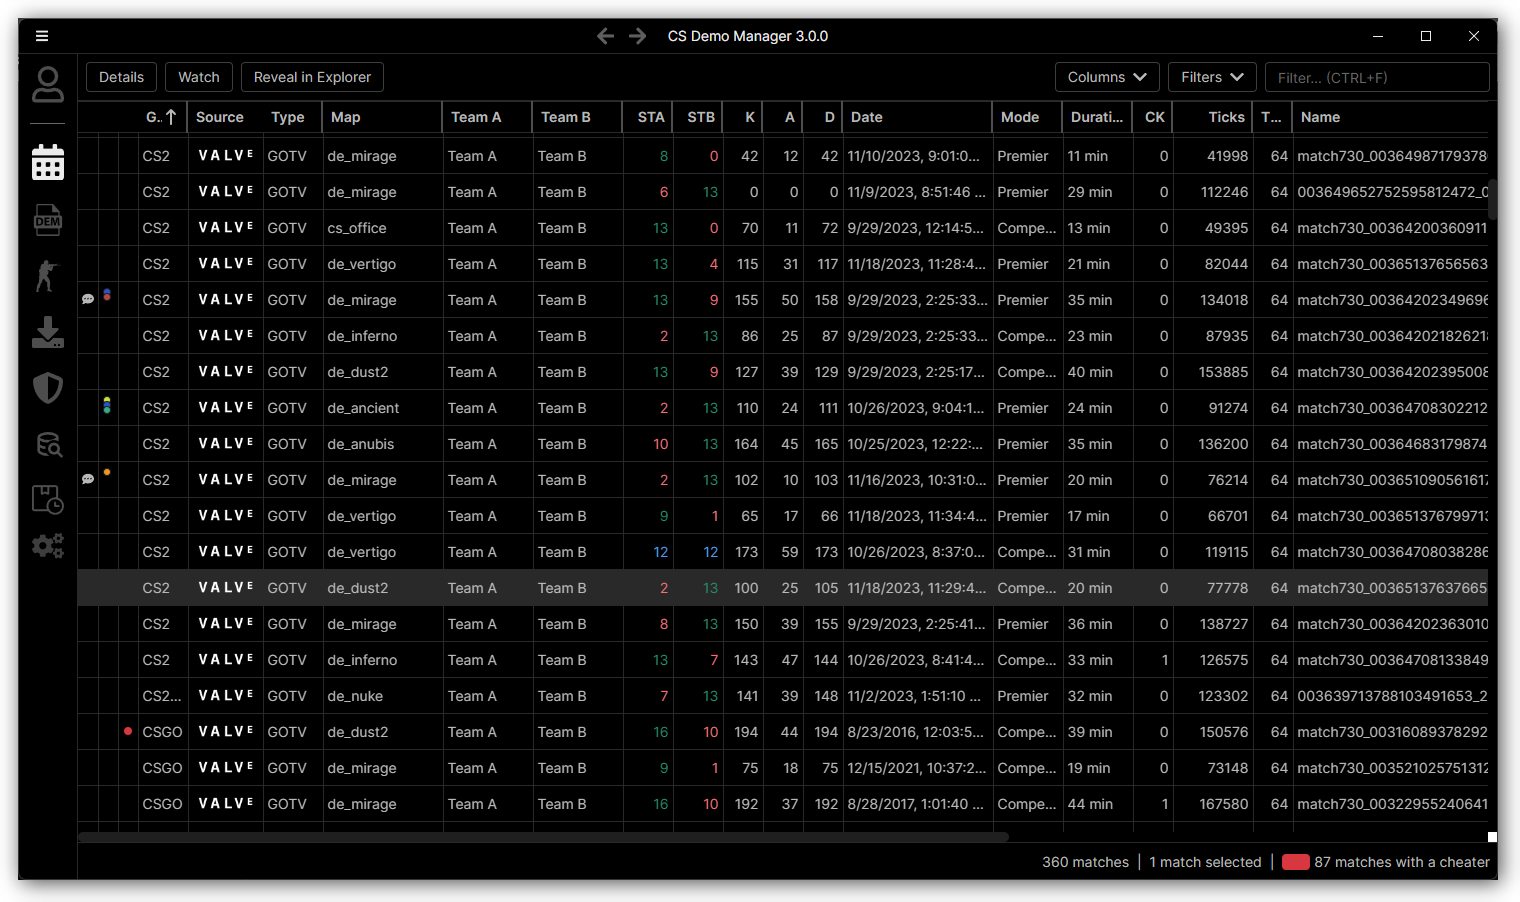 CS Demo Manager 3.0.0
Details Watch Reveal in Explorer Columns Filters Filter... (CTRL+F)
G.. Source Type Map Team A Team B STA STB K A D Date Mode Durati... CK Ticks T... Name
CS2 VALVE GOTV de_mirage Team A Team B 8 0 42 12 42 11/10/2023, 9:01:0... Premier 11 min 0 41998 64 match730_003649871793780
CS2 VALVE GOTV de_mirage Team A Team B 6 13 0 0 0 11/9/2023, 8:51:46 ... Premier 29 min 0 112246 64 003649652752595812472_0
CS2 VALVE GOTV cs_office Team A Team B 13 0 70 11 72 9/29/2023, 12:14:5... Compe... 13 min 0 49395 64 match730_00364200360911
CS2 VALVE GOTV de_vertigo Team A Team B 13 4 115 31 117 11/18/2023, 11:28:4... Compe... 21 min 0 82044 64 match730_00365137656563
DEM
CS2 VALVE GOTV de_mirage Team A Team B 13 9 155 50 158 9/29/2023, 2:25:33... Premier 35 min 0 134018 64 match730_00364202349696
CS2 VALVE GOTV de_inferno Team A Team B 2 13 86 25 87 9/29/2023, 2:25:33... Compe... 23 min 0 87935 64 match730_003642021826218
CS2 VALVE GOTV de_dust2 Team A Team B 13 9 127 39 129 9/29/2023, 2:25:17... Compe... 40 min 0 153885 64 match730_00364202395008
CS2 VALVE GOTV de_ancient Team A Team B 2 13 110 24 111 10/26/2023, 9:04:1... Premier 24 min 0 91274 64 match730_00364708302212
CS2 VALVE GOTV de_anubis Team A Team B 10 13 164 45 165 10/25/2023, 12:22:... Premier 35 min 0 136200 64 match730_00364683179874
CS2 VALVE GOTV de_mirage Team A Team B 2 13 102 10 103 11/16/2023, 10:31:0... Premier 20 min 0 76214 64 match730_003651090561617
CS2 VALVE GOTV de_vertigo Team A Team B 9 1 65 17 66 11/18/2023, 11:34:4... Premier 17 min 0 66701 64 match730_003651376799713
CS2 VALVE GOTV de_vertigo Team A Team B 12 12 173 59 173 10/26/2023, 8:37:0... Compe... 31 min 0 119115 64 match730_00364708038286
CS2 VALVE GOTV de_dust2 Team A Team B 2 13 100 25 105 11/18/2023, 11:29:4... Compe... 20 min 0 77778 64 match730_00365137637665
CS2 VALVE GOTV de_mirage Team A Team B 8 13 150 39 155 9/29/2023, 2:25:41... Premier 36 min 0 138727 64 match730_00364202363010
CS2 VALVE GOTV de_inferno Team A Team B 13 7 143 47 144 10/26/2023, 8:41:4... Compe... 33 min 1 126575 64 match730_00364708133849
CS2... VALVE GOTV de_nuke Team A Team B 7 13 141 39 148 11/2/2023, 1:51:10 ... Premier 32 min 0 123302 64 003639713788103491653_2
CSGO VALVE GOTV de_dust2 Team A Team B 16 10 194 44 194 8/23/2016, 12:03:5... Compe... 39 min 0 150576 64 match730_00316089378292
CSGO VALVE GOTV de_mirage Team A Team B 9 1 75 18 75 12/15/2021, 10:37:2... Compe... 19 min 0 73148 64 match730_003521025751312
CSGO VALVE GOTV de_mirage Team A Team B 16 10 192 37 192 8/28/2017, 1:01:40 ... Compe... 44 min 1 167580 64 match730_00322955240641
360 matches | 1 match selected | 87 matches with a cheater